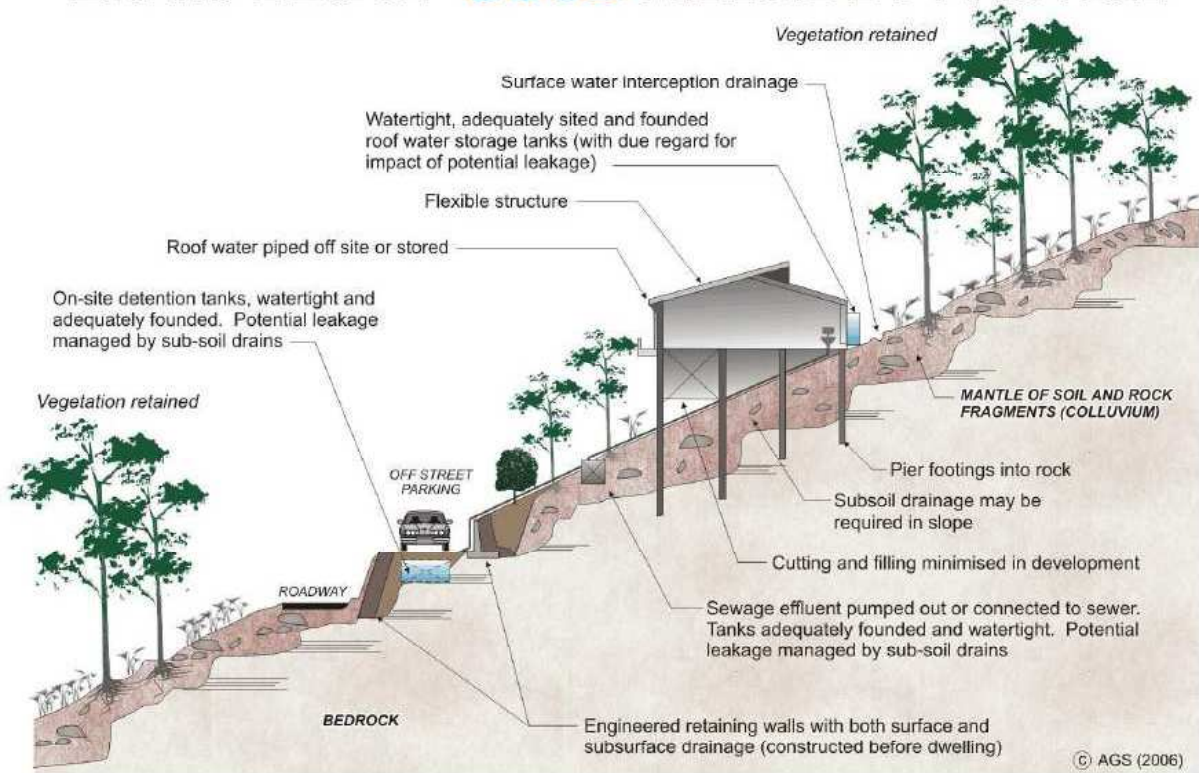 Vegetation retained
Surface water interception drainage
Watertight, adequately sited and founded
roof water storage tanks (with due regard for
impact of potential leakage)
Flexible structure
Roof water piped off site or stored
On-site detention tanks, watertight and
adequately founded. Potential leakage
managed by sub-soil drains
Vegetation retained
MANTLE OF SOIL AND ROCK
FRAGMENTS (COLLUVIUM)
OFF STREET
PARKING
Pier footings into rock
Subsoil drainage may be
required in slope
Cutting and filling minimised in development
ROADWAY
Sewage effluent pumped out or connected to sewer.
Tanks adequately founded and watertight. Potential
leakage managed by sub-soil drains
BEDROCK
Engineered retaining walls with both surface and
subsurface drainage (constructed before dwelling)
© AGS (2006)